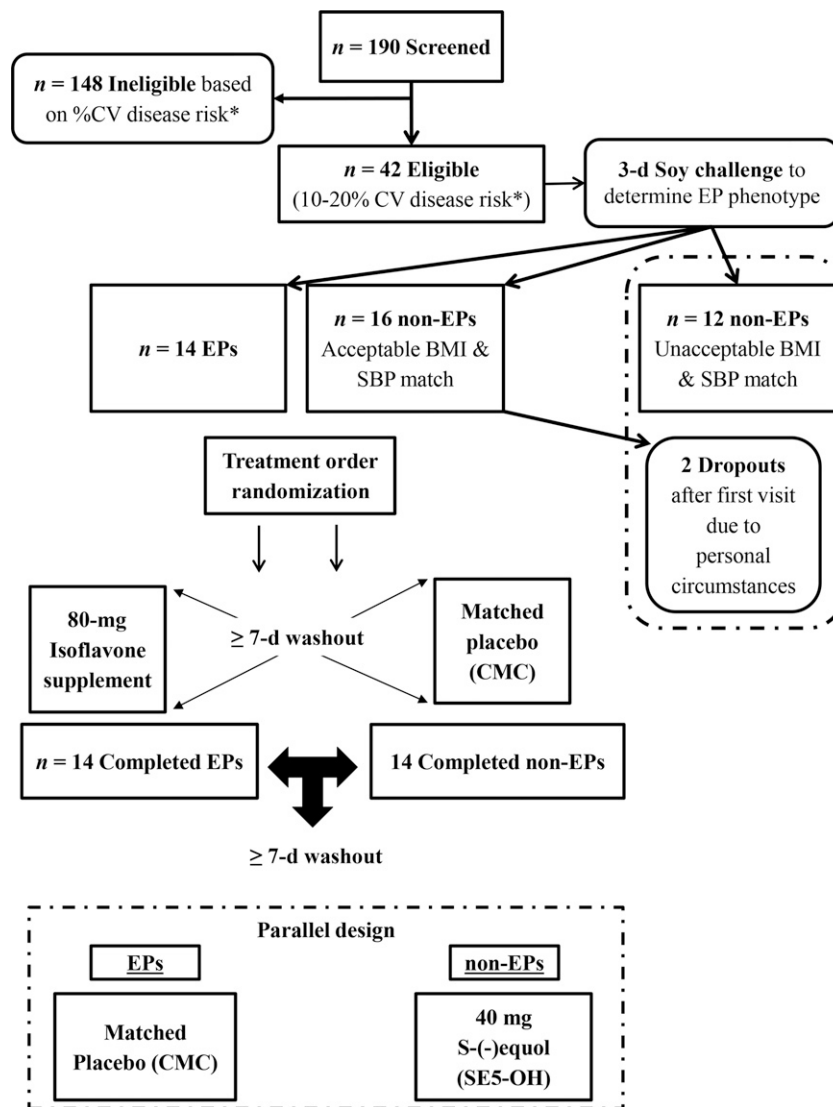 n = 190 Screened
n = 148 Ineligible based
on %CV disease risk*
n = 42 Eligible
(10-20% CV disease risk*)
3-d Soy challenge to
determine EP phenotype
n = 14 EPs
n = 16 non-EPs
Acceptable BMI &
SBP match
n = 12 non-EPs
Unacceptable BMI
& SBP match
Treatment order
randomization
2 Dropouts
after first visit
due to
personal
circumstances
80-mg
Isoflavone
supplement
≥ 7-d washout
Matched
placebo
(CMC)
n = 14 Completed EPs
14 Completed non-EPs
≥ 7-d washout
Parallel design
EPs
non-EPs
Matched
Placebo (CMC)
40 mg
S-(-)equol
(SE5-OH)